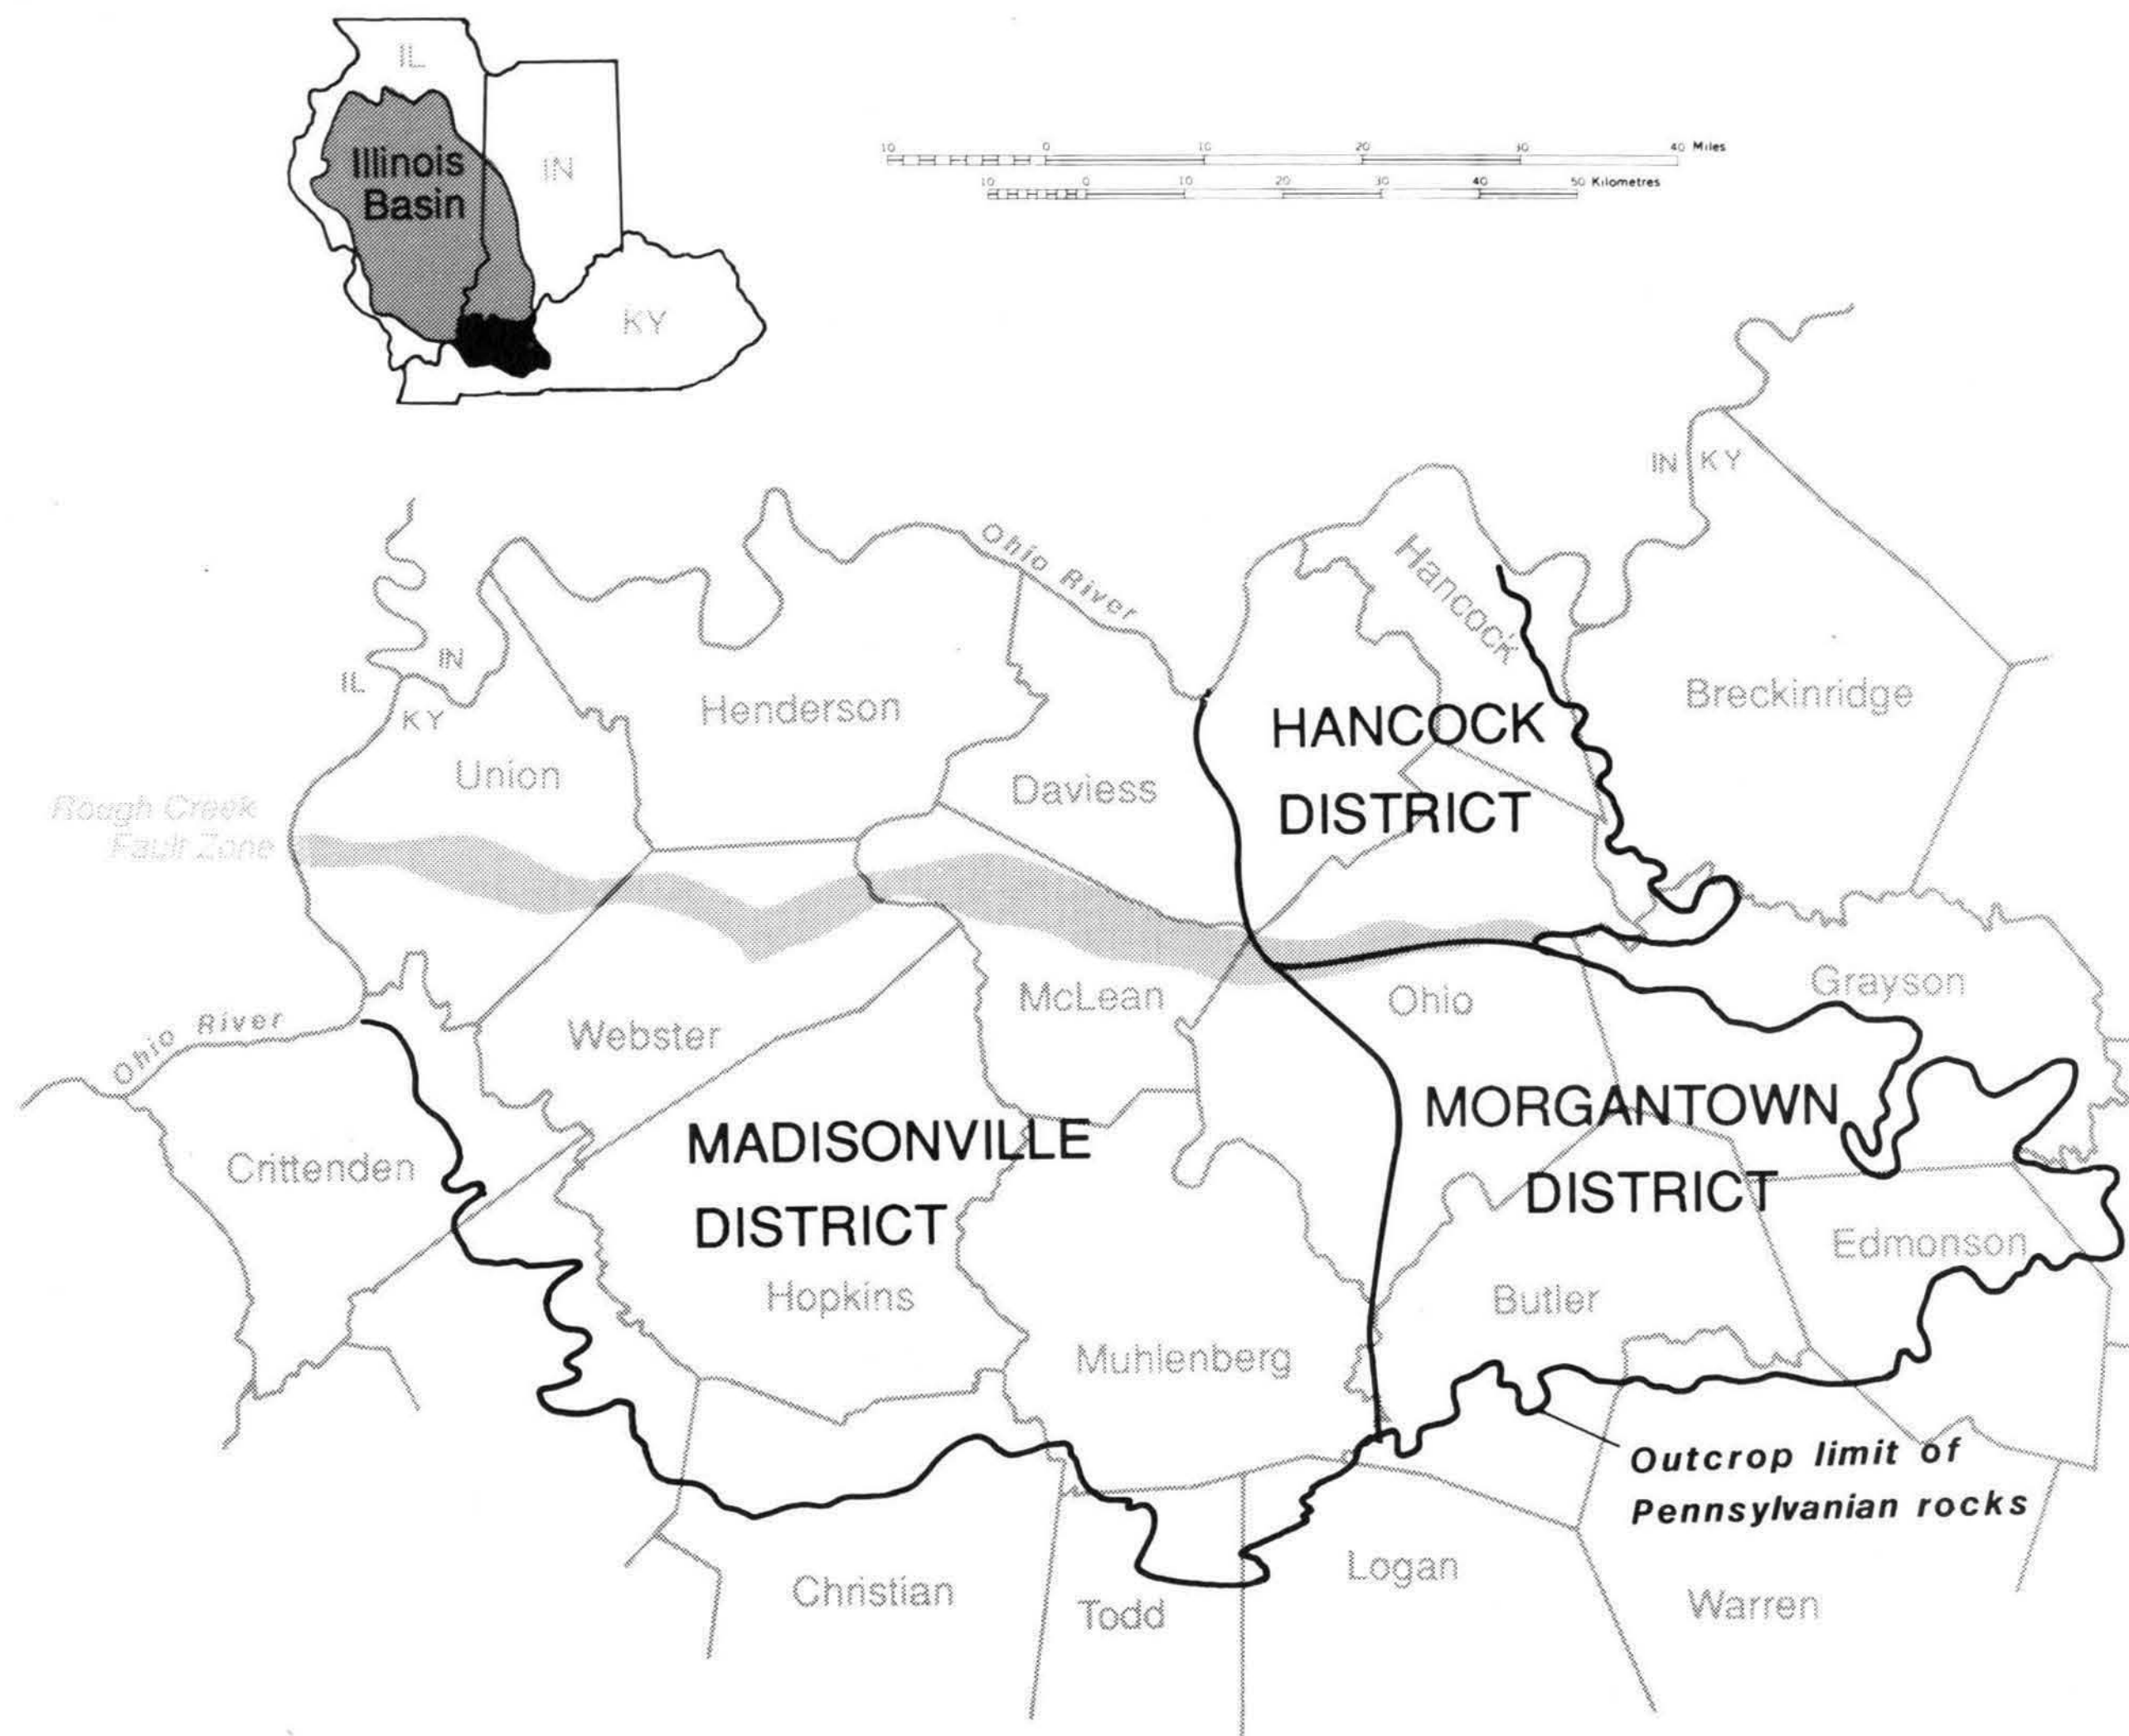 IL
Illinois
Basin
IN
KY
10 0 10 20 30 40 Miles
10 0 10 20 30 40 50 Kilometres
IN KY
Ohio River
Hancock
IN
IL
KY
Henderson
Breckinridge
HANCOCK
DISTRICT
Union
Daviess
Rough Creek
Fault Zone
McLean
Ohio
Grayson
Webster
Ohio River
MORGANTOWN
DISTRICT
MADISONVILLE
DISTRICT
Crittenden
Edmonson
Hopkins
Butler
Muhlenberg
Outcrop limit of
Pennsylvanian rocks
Logan
Christian
Todd
Warren